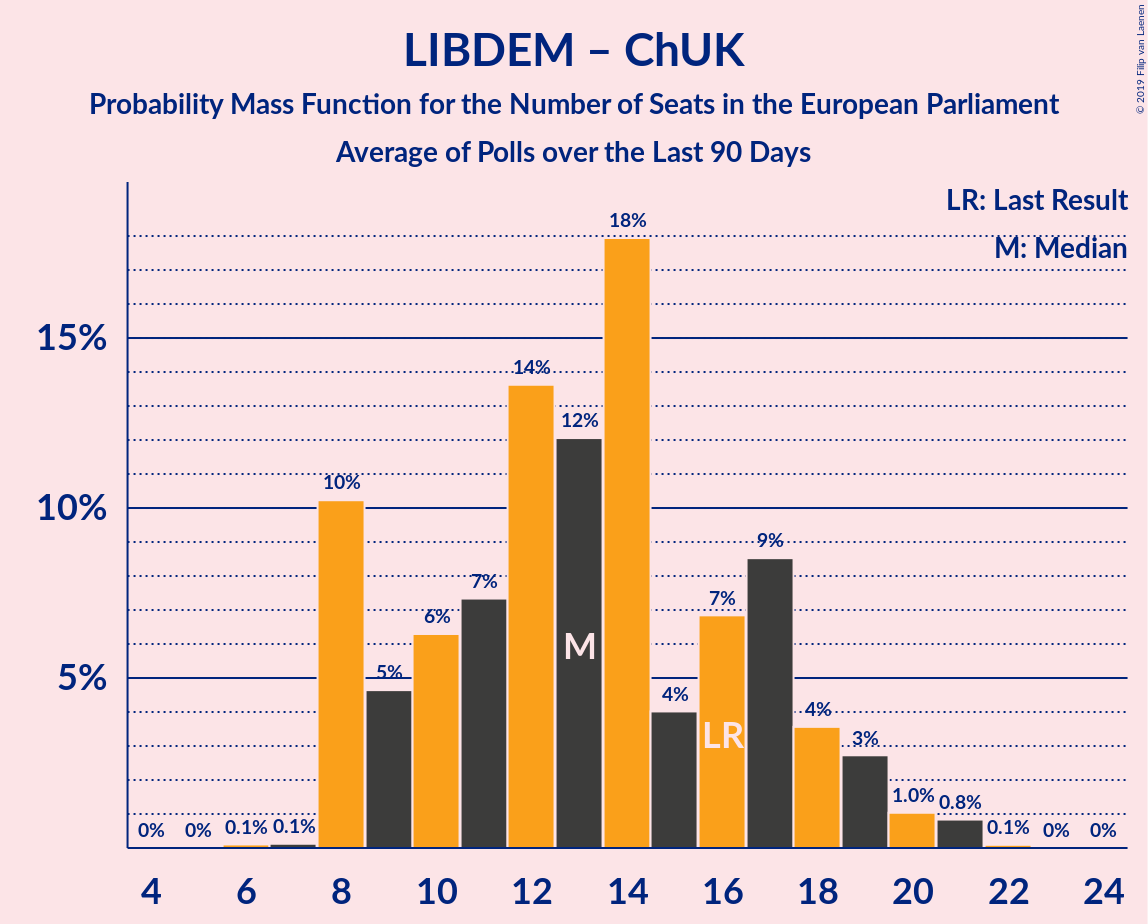 LIBDEM – ChUK
Probability Mass Function for the Number of Seats in the European Parliament
Average of Polls over the Last 90 Days
© 2019 Filip van Laenen
LR: Last Result
M: Median
18%
15%
14%
12%
10%
10%
9%
7%
7%
6%
M
5%
5%
4%
4%
LR
3%
1.0%
0.8%
0%
0%
0.1%
0.1%
0.1%
0%
0%
4 6 8 10 12 14 16 18 20 22 24